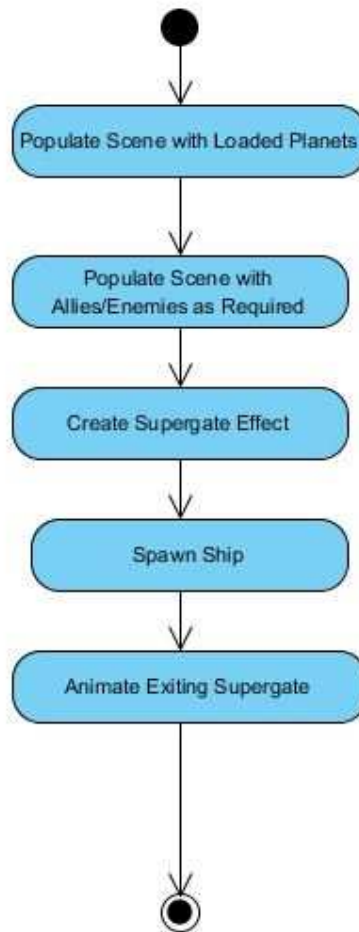 Populate Scene with Loaded Planets
Populate Scene with
Allies/Enemies as Required
Create Supergate Effect
Spawn Ship
Animate Exiting Supergate